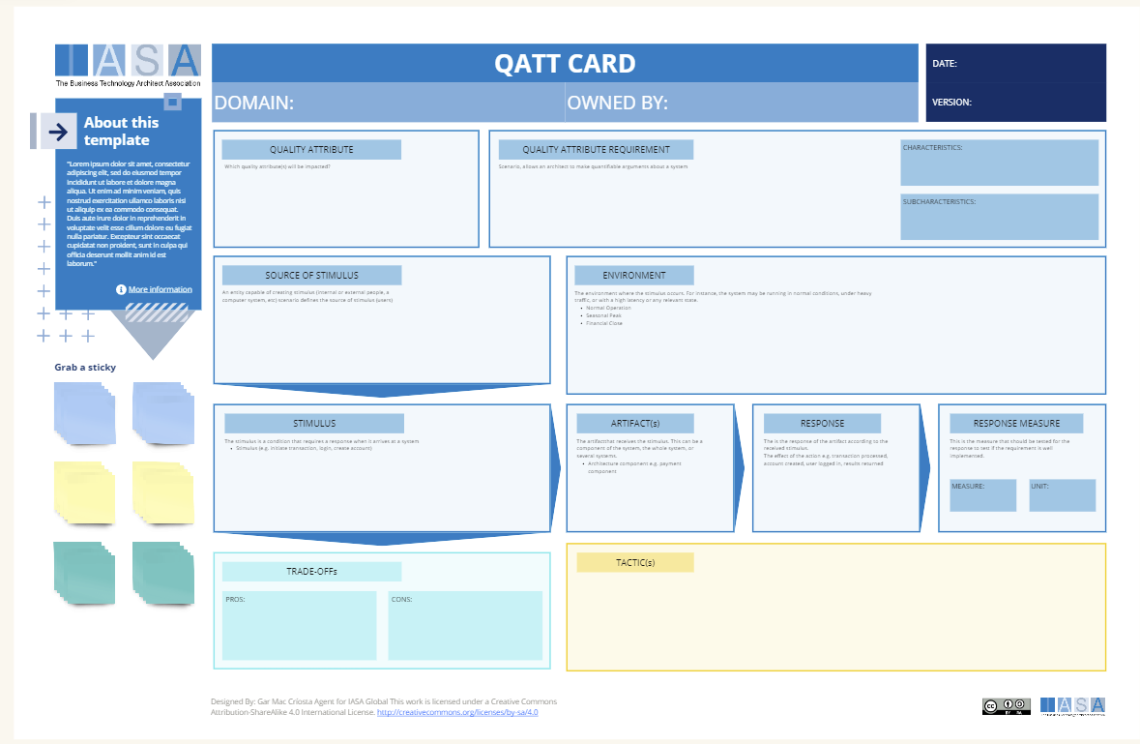 IASA
The Business Technology Architect Association
QATT CARD
DATE:
DOMAIN:
OWNED BY:
VERSION:
About this
template
"Lorem ipsum dolor sit amet, consectetur
adipiscing elit, sed do eiusmod tempor
incididunt ut labore et dolore magna
aliqua. Ut enim ad minim veniam, quis
nostrud exercitation ullamco laboris nisi
ut aliquip ex ea commodo consequat.
Duis aute irure dolor in reprehenderit in
voluptate velit esse cillum dolore eu fugiat
nulla pariatur. Excepteur sint occaecat
cupidatat non proident, sunt in culpa qui
officia deserunt mollit anim id est
laborum."
More information
Grab a sticky
QUALITY ATTRIBUTE
Which quality attribute(s) will be impacted?
QUALITY ATTRIBUTE REQUIREMENT
Scenario, allows an architect to make quantifiable arguments about a system
CHARACTERISTICS:
SUBCHARACTERISTICS:
SOURCE OF STIMULUS
An entity capable of creating stimulus (internal or external people, a
computer system, etc) scenario defines the source of stimulus (users)
ENVIRONMENT
The environment where the stimulus occurs. For instance, the system may be running in normal conditions, under heavy
traffic, or with a high latency or any relevant state.
• Normal Operation
• Seasonal Peak
• Financial Close
STIMULUS
The stimulus is a condition that requires a response when it arrives at a system
• Stimulus (e.g. initiate transaction, login, create account)
ARTIFACT(s)
The artifact that receives the stimulus. This can be a
component of the system, the whole system, or
several systems.
• Architecture component e.g. payment
component
RESPONSE
The is the response of the artifact according to the
received stimulus.
The effect of the action e.g. transaction processed,
account created, user logged in, results returned
RESPONSE MEASURE
This is the measure that should be tested for the
response to test if the requirement is well
implemented.
MEASURE:
UNIT:
TRADE-OFFs
PROS:
CONS:
TACTIC(s)
Designed By: Gar Mac Críosta Agent for IASA Global This work is licensed under a Creative Commons
Attribution-ShareAlike 4.0 International License. http://creativecommons.org/licenses/by-sa/4.0
cc
BY SA
IASA